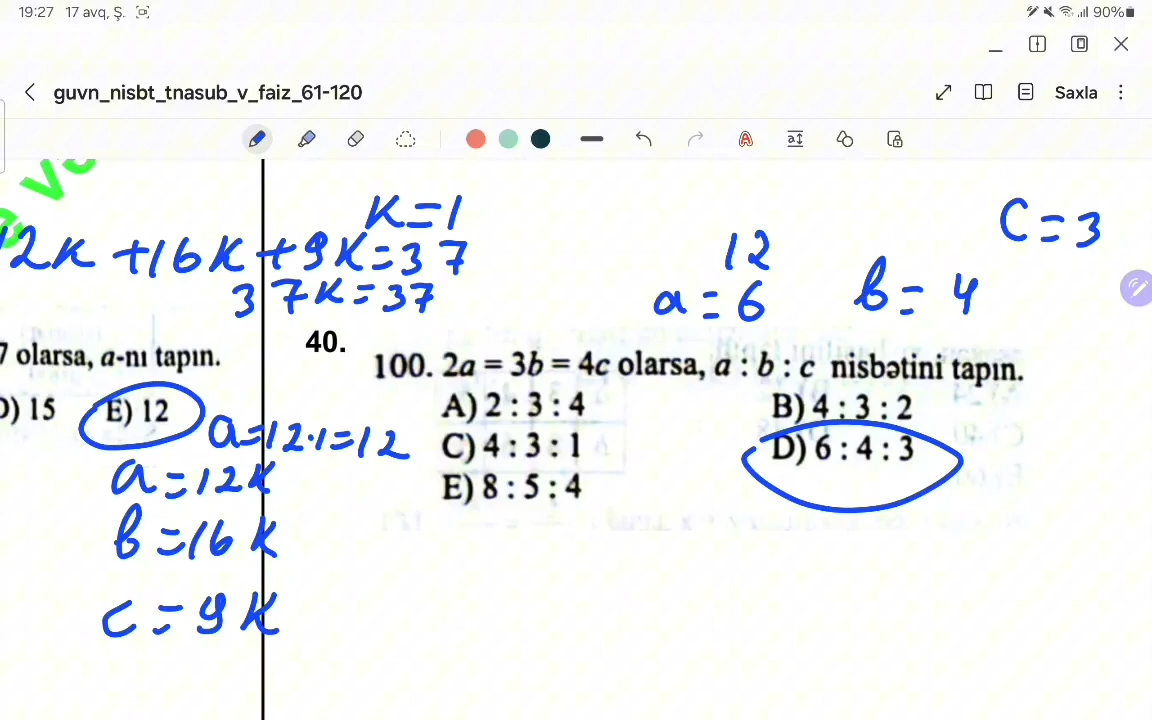 19:27 17 avq, Ş. 90%
guvn_nisbt_tnasub_v_faiz_61-120 Saxla
K=1
12K+16K+9K=37
37K=37
12
a=6
b=4
C=3
7 olarsa, a-nı tapın.
D) 15 E) 12
a=12·1=12
a=12K
b=16K
c=9K
40.
100. 2a = 3b = 4c olarsa, a : b : c nisbətini tapın.
A) 2 : 3 : 4 B) 4 : 3 : 2
C) 4 : 3 : 1 D) 6 : 4 : 3
E) 8 : 5 : 4